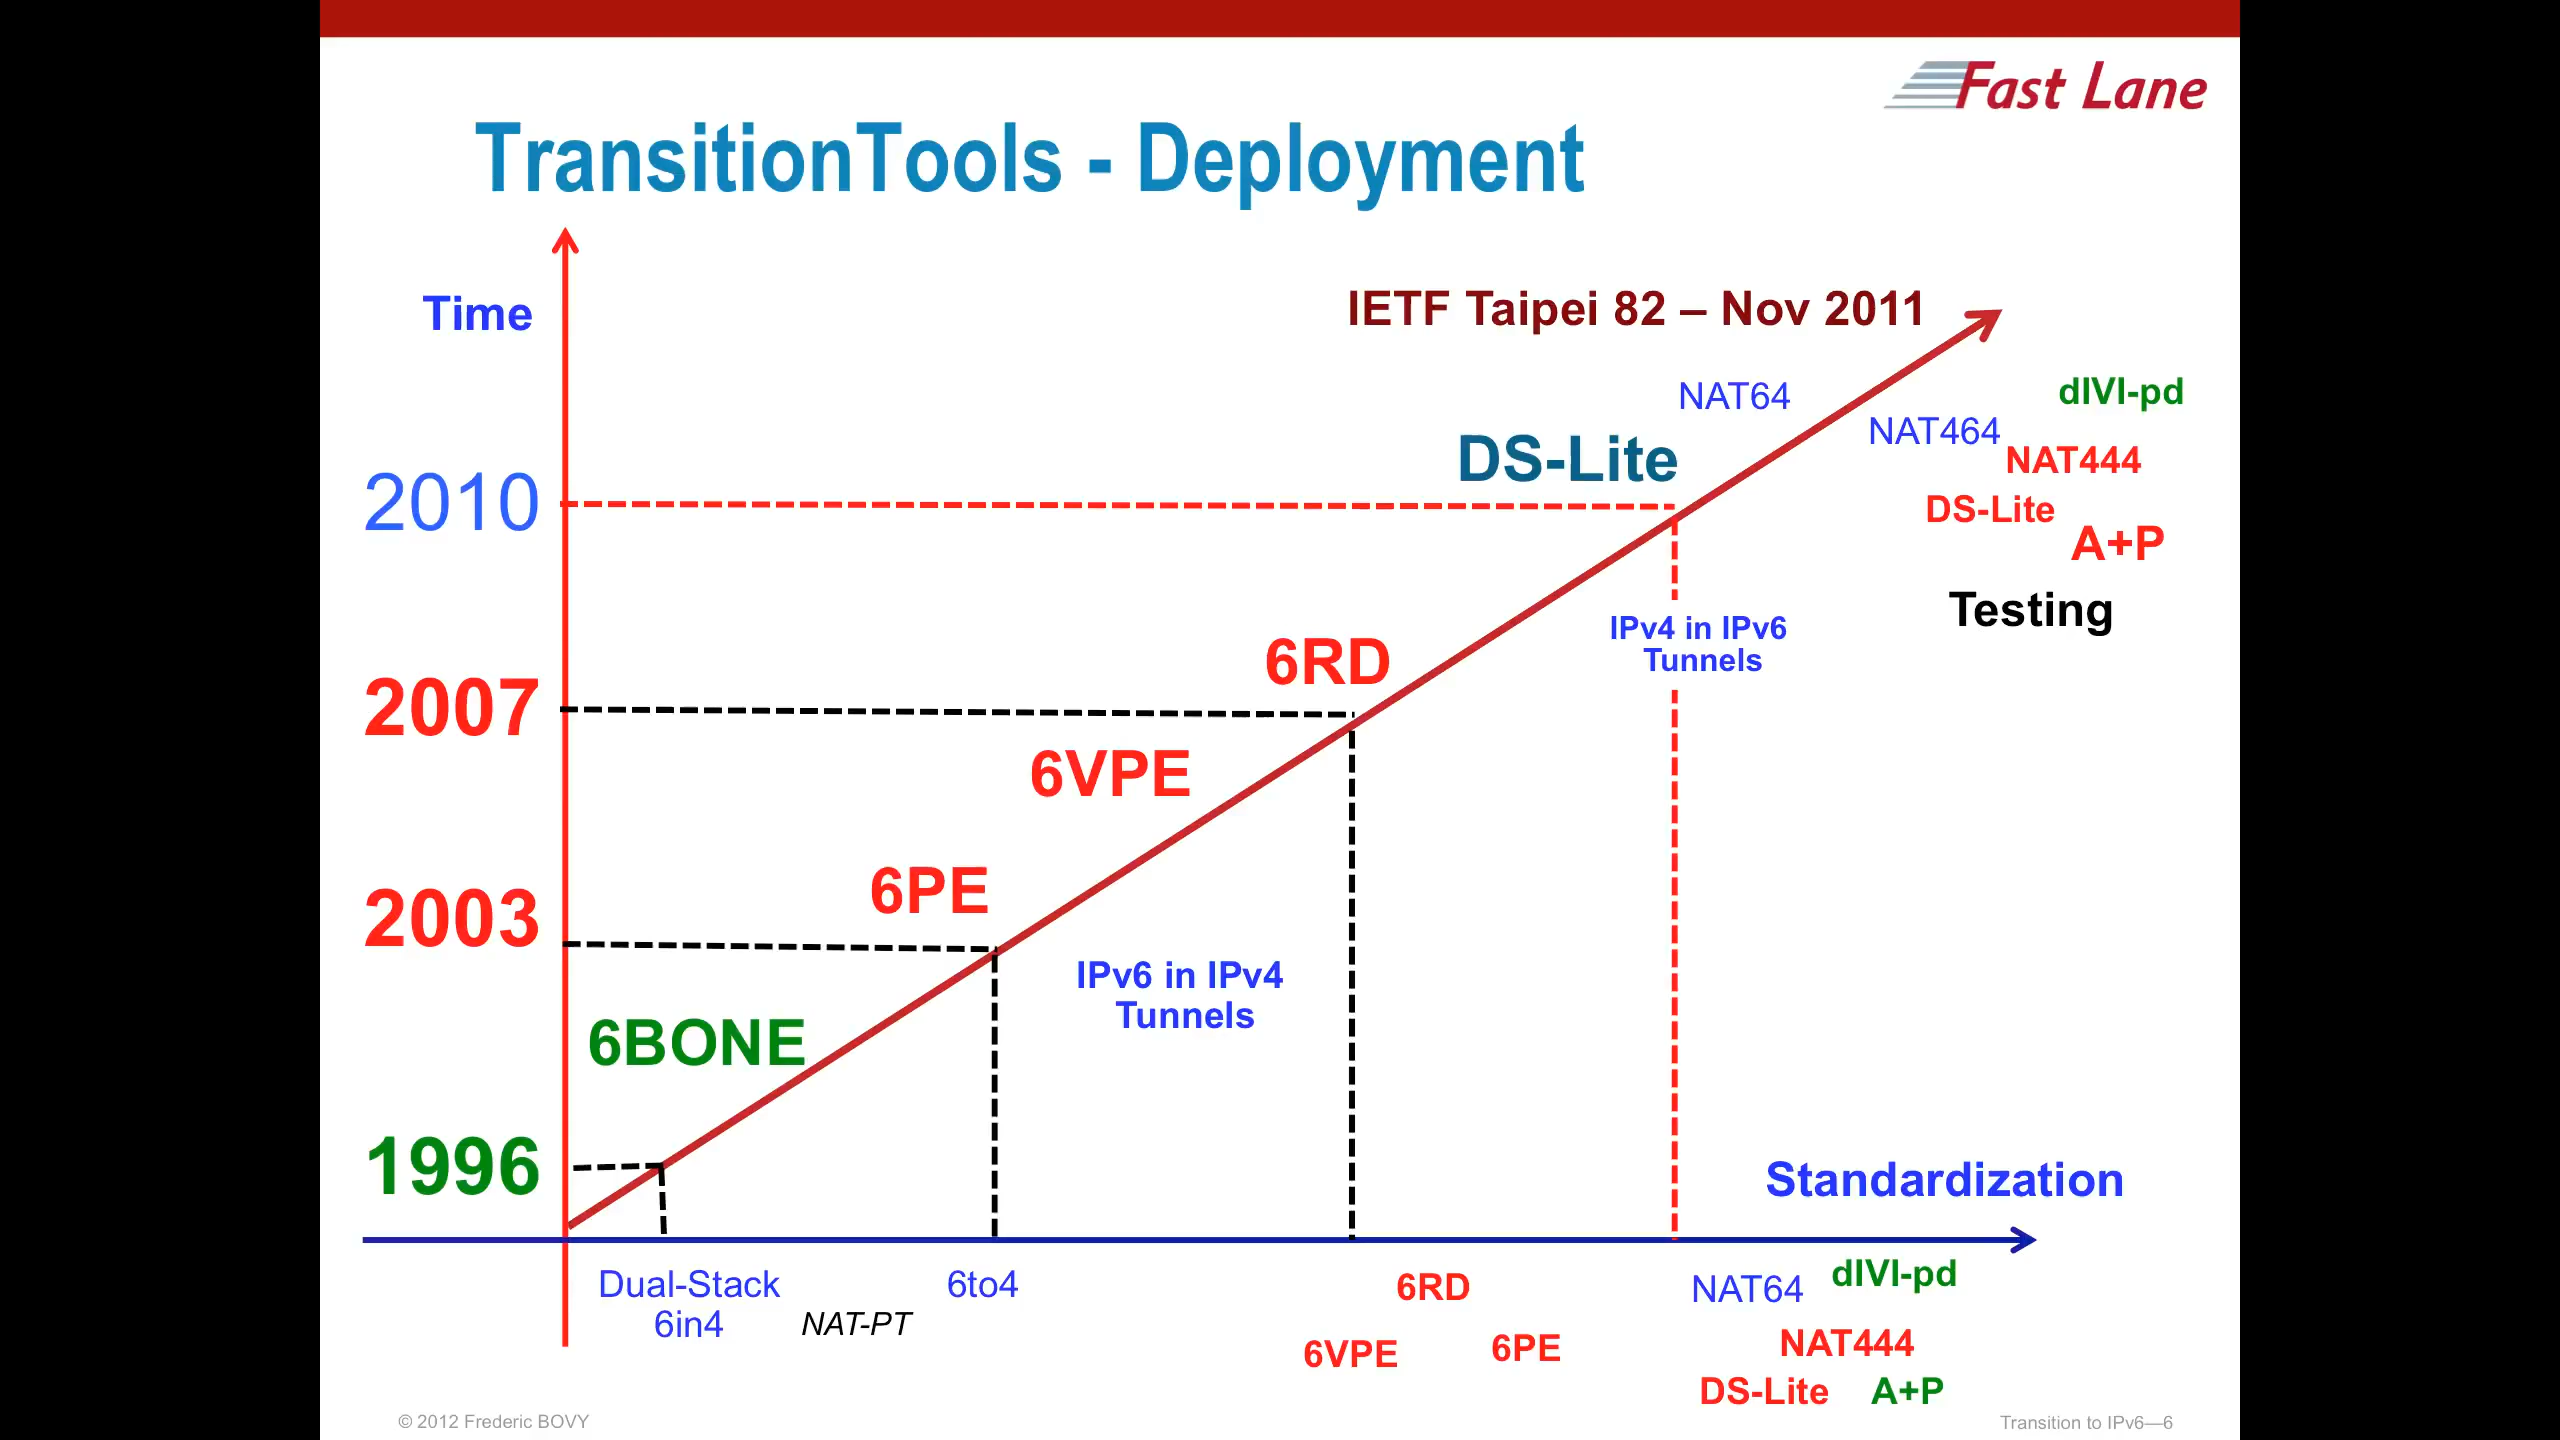 Fast Lane
TransitionTools - Deployment
Time
IETF Taipei 82 – Nov 2011
NAT64
dIVI-pd
NAT464
NAT444
DS-Lite
2010
DS-Lite
A+P
Testing
IPv4 in IPv6
Tunnels
6RD
2007
6VPE
6PE
2003
IPv6 in IPv4
Tunnels
6BONE
1996
Standardization
Dual-Stack
6in4
NAT-PT
6to4
6RD
6VPE
6PE
NAT64
dIVI-pd
NAT444
DS-Lite
A+P
© 2012 Frederic BOVY
Transition to IPv6—6